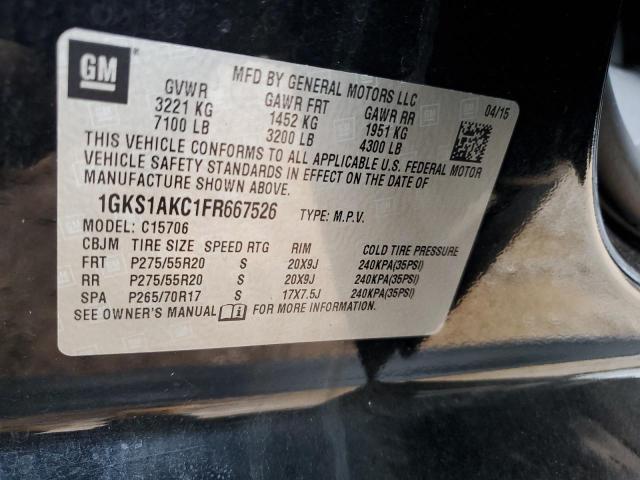 GM
MFD BY GENERAL MOTORS LLC
GVWR GAWR FRT GAWR RR 04/15
3221 KG 1452 KG 1951 KG
7100 LB 3200 LB 4300 LB
THIS VEHICLE CONFORMS TO ALL APPLICABLE U.S. FEDERAL MOTOR
VEHICLE SAFETY STANDARDS IN EFFECT ON THE DATE OF
MANUFACTURE SHOWN ABOVE.
1GKS1AKC1FR667526 TYPE: M.P.V.
MODEL: C15706
CBJM TIRE SIZE SPEED RTG RIM COLD TIRE PRESSURE
FRT P275/55R20 S 20X9J 240KPA(35PSI)
RR P275/55R20 S 20X9J 240KPA(35PSI)
SPA P265/70R17 S 17X7.5J 240KPA(35PSI)
SEE OWNER'S MANUAL FOR MORE INFORMATION.